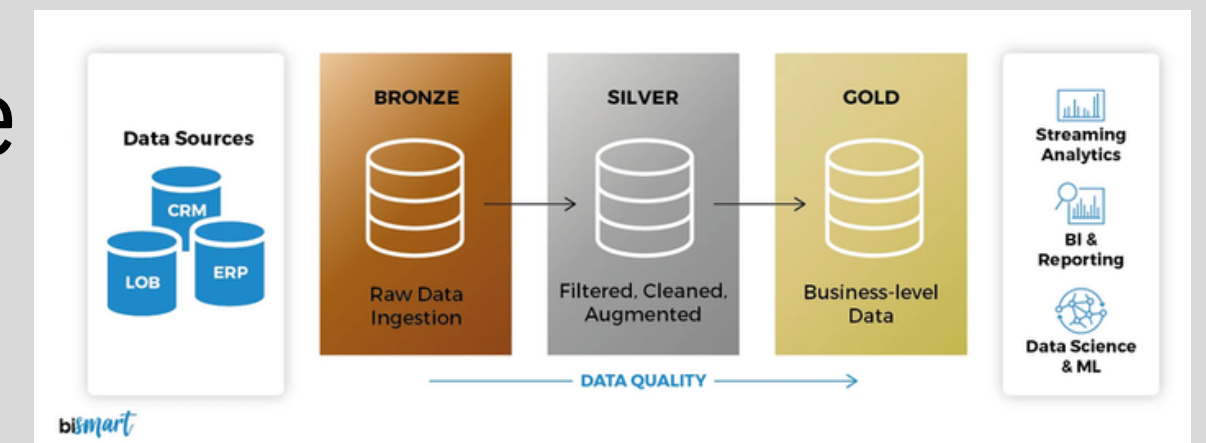 e
Data Sources
CRM
LOB
ERP
BRONZE
Raw Data
Ingestion
SILVER
Filtered, Cleaned,
Augmented
GOLD
Business-level
Data
DATA QUALITY
Streaming
Analytics
BI &
Reporting
Data Science
& ML
bismart